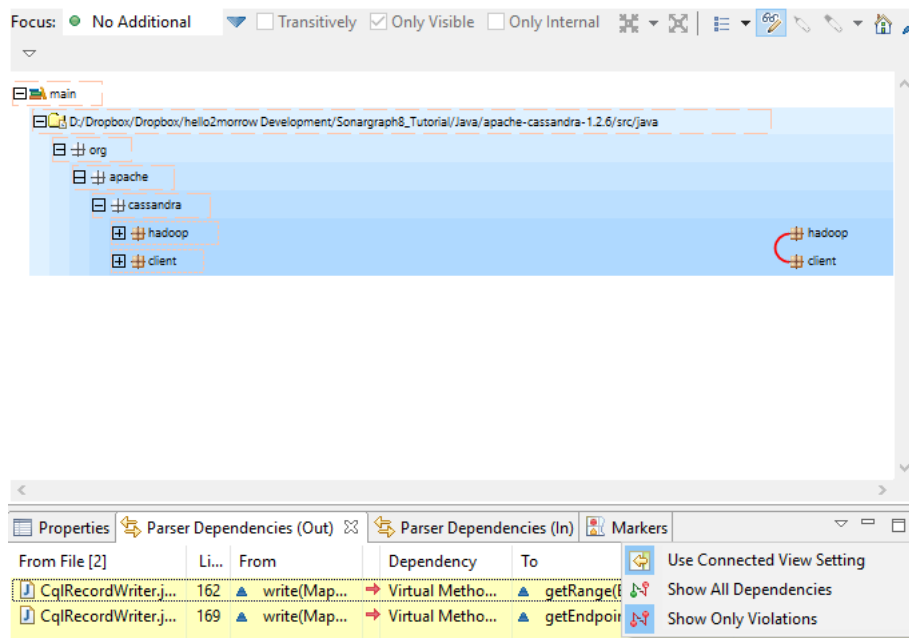 Focus: No Additional Transitively Only Visible Only Internal
main
D:/Dropbox/Dropbox/hello2morrow Development/Sonargraph8_Tutorial/Java/apache-cassandra-1.2.6/src/java
org
apache
cassandra
hadoop hadoop
client client
Properties Parser Dependencies (Out) Parser Dependencies (In) Markers
From File [2] Li... From Dependency To Use Connected View Setting
Show All Dependencies
CqlRecordWriter.j... 162 write(Map... Virtual Metho... getRange(
CqlRecordWriter.j... 169 write(Map... Virtual Metho... getEndpoin Show Only Violations